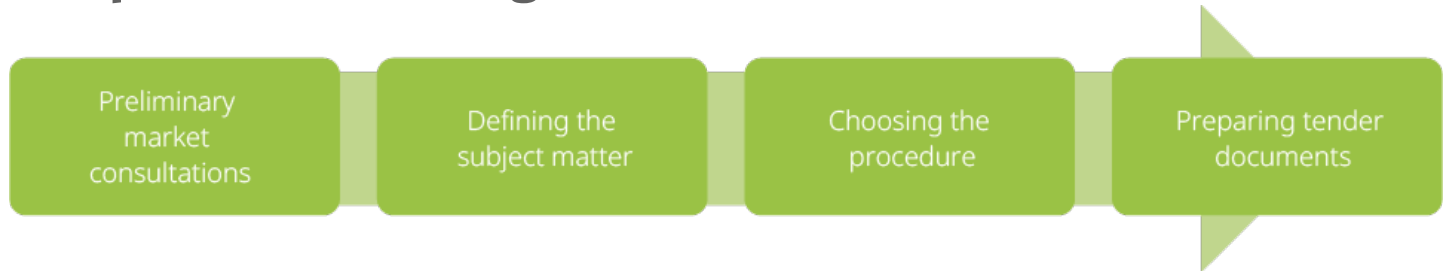 Preliminary
market
consultations
Defining the
subject matter
Choosing the
procedure
Preparing tender
documents